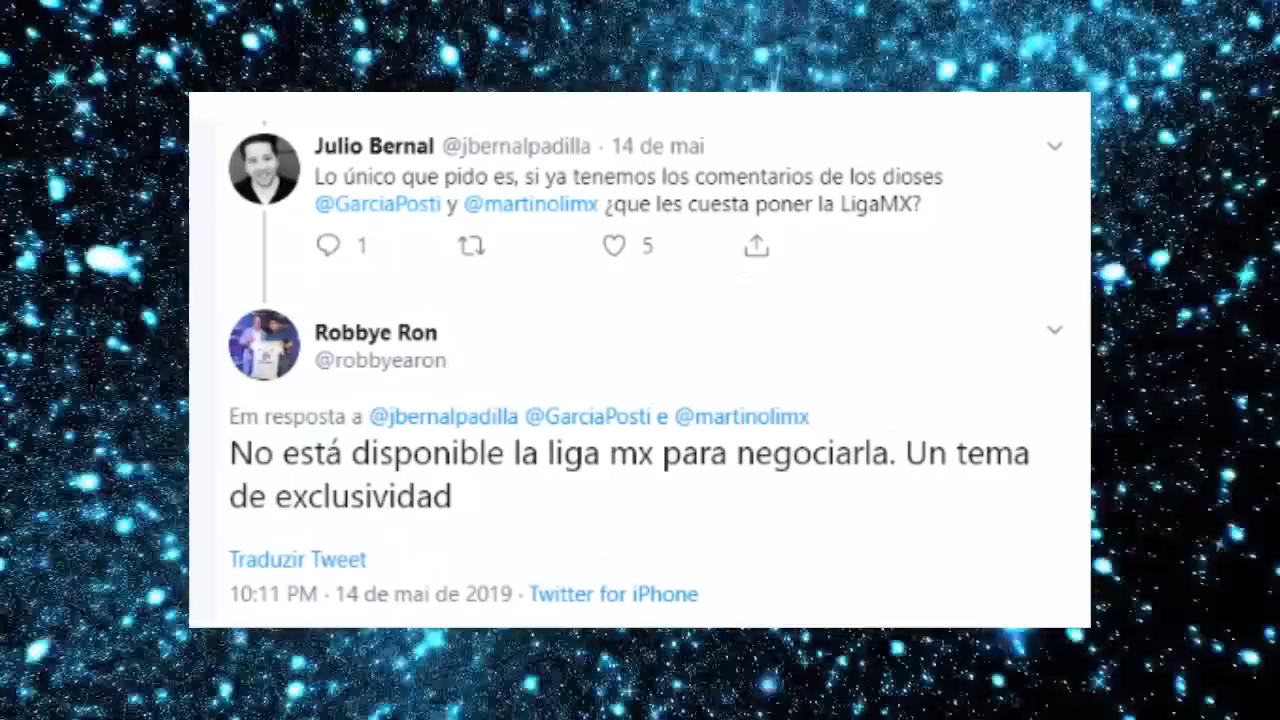 Julio Bernal @jbernalpadilla · 14 de mai
Lo único que pido es, si ya tenemos los comentarios de los dioses
@GarciaPosti y @martinolimx ¿que les cuesta poner la LigaMX?
1 5
Robbye Ron
@robbyearon
Em resposta a @jbernalpadilla @GarciaPosti e @martinolimx
No está disponible la liga mx para negociarla. Un tema
de exclusividad
Traduzir Tweet
10:11 PM · 14 de mai de 2019 · Twitter for iPhone